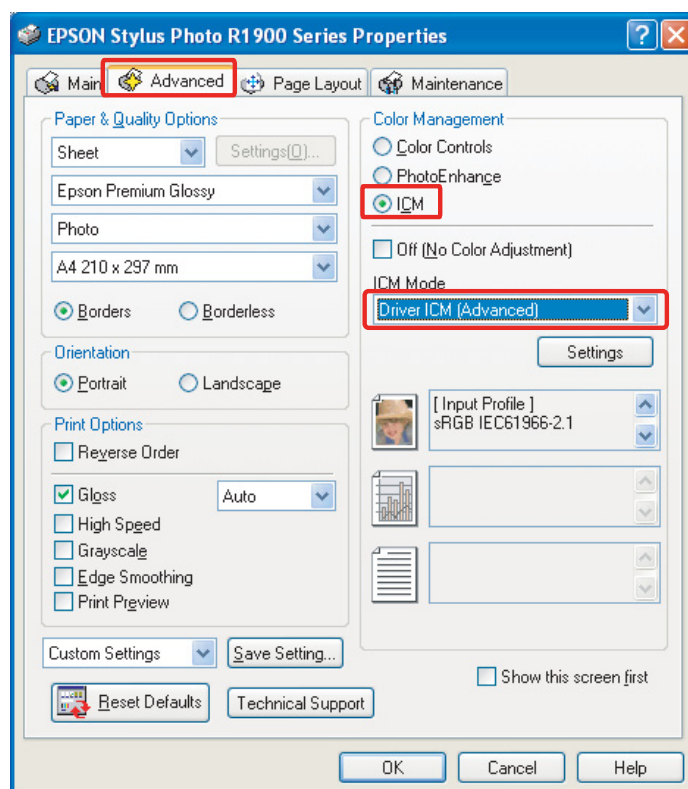 EPSON Stylus Photo R1900 Series Properties
Main
Advanced
Page Layout
Maintenance
Paper & Quality Options
Sheet
Settings(O)...
Epson Premium Glossy
Photo
A4 210 x 297 mm
Borders
Borderless
Orientation
Portrait
Landscape
Print Options
Reverse Order
Gloss
Auto
High Speed
Grayscale
Edge Smoothing
Print Preview
Custom Settings
Save Setting...
Reset Defaults
Technical Support
Color Management
Color Controls
PhotoEnhance
ICM
Off (No Color Adjustment)
ICM Mode
Driver ICM (Advanced)
Settings
[ Input Profile ]
sRGB IEC61966-2.1
Show this screen first
OK
Cancel
Help